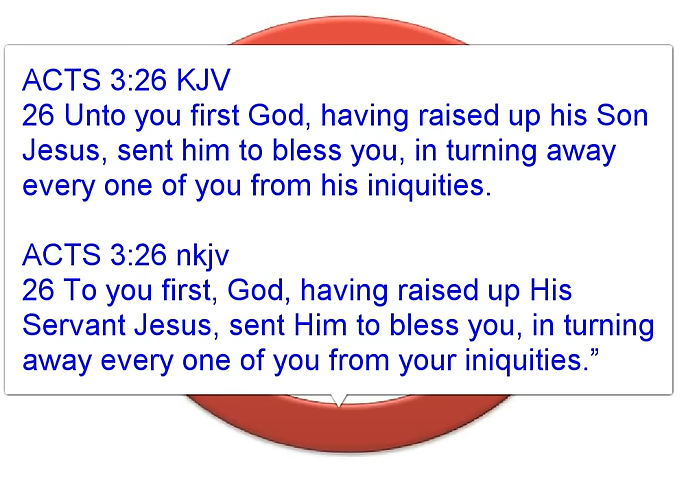 ACTS 3:26 KJV
26 Unto you first God, having raised up his Son
Jesus, sent him to bless you, in turning away
every one of you from his iniquities.

ACTS 3:26 nkjv
26 To you first, God, having raised up His
Servant Jesus, sent Him to bless you, in turning
away every one of you from your iniquities.”